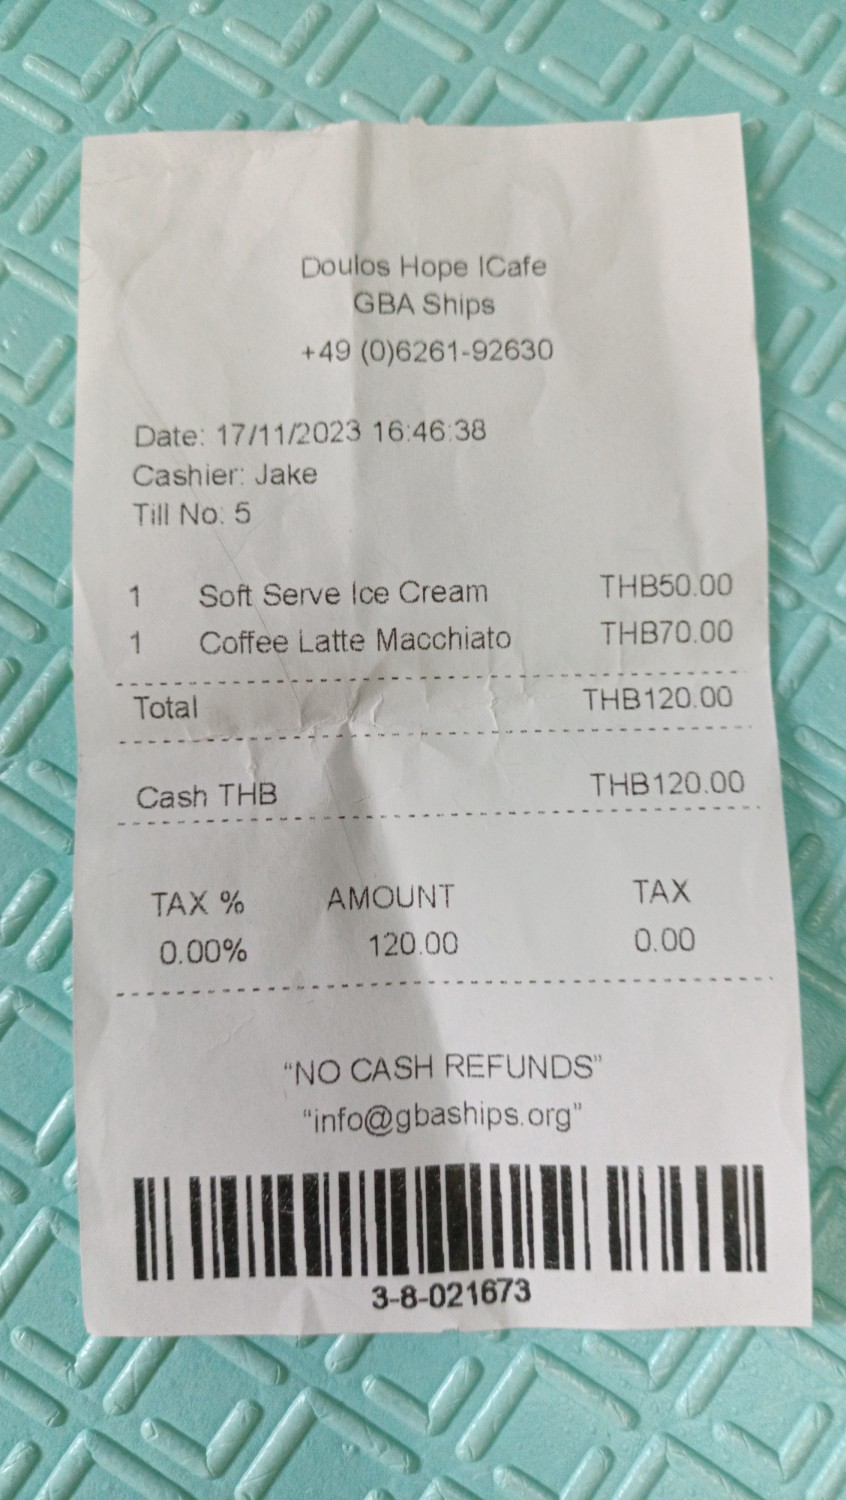 Doulos Hope ICafe
GBA Ships
+49 (0)6261-92630
Date: 17/11/2023 16:46:38
Cashier: Jake
Till No: 5
1 Soft Serve Ice Cream THB50.00
1 Coffee Latte Macchiato THB70.00
Total THB120.00
Cash THB THB120.00
TAX % AMOUNT TAX
0.00% 120.00 0.00
“NO CASH REFUNDS”
“info@gbaships.org”
3-8-021673